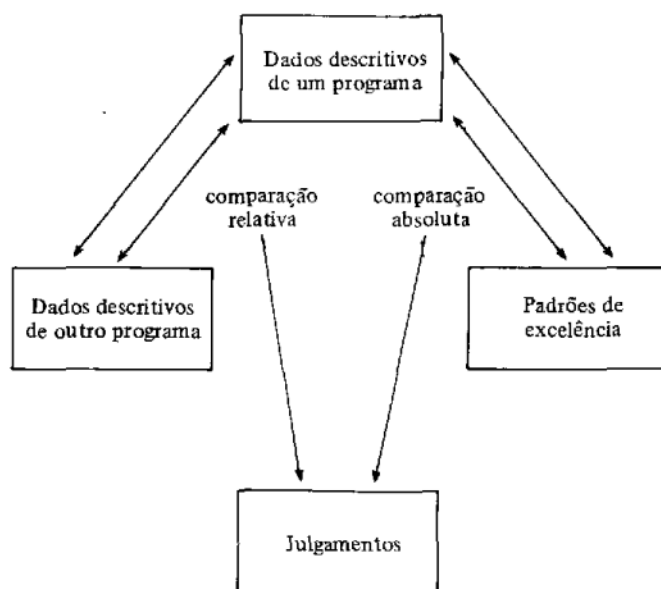 Dados descritivos
de um programa
comparação
relativa
comparação
absoluta
Dados descritivos
de outro programa
Padrões de
excelência
Julgamentos